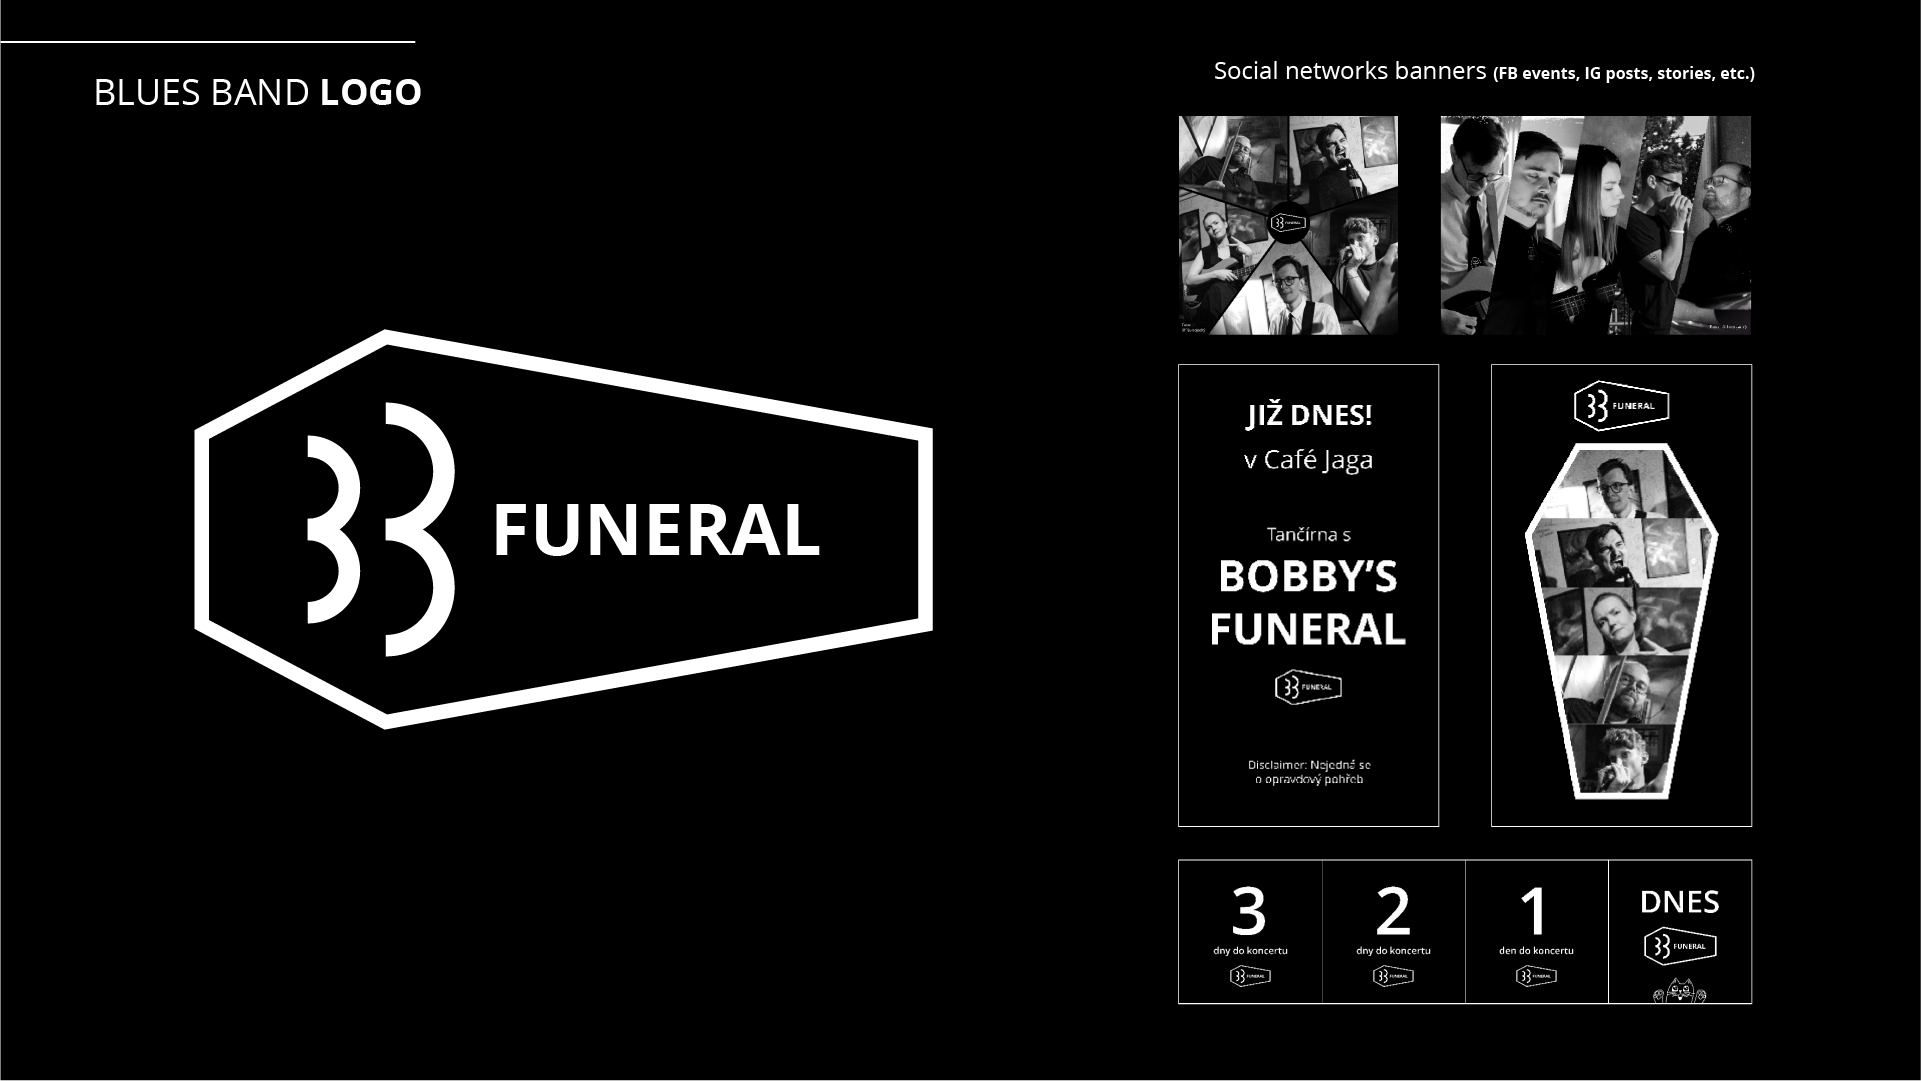 BLUES BAND LOGO
FUNERAL
Social networks banners (FB events, IG posts, stories, etc.)
FUNERAL
JIŽ DNES!
v Café Jaga
Tančírna s
BOBBY’S
FUNERAL
FUNERAL
Disclaimer: Nejedná se
o opravdový pohřeb
FUNERAL
3
dny do koncertu
FUNERAL
2
dny do koncertu
FUNERAL
1
den do koncertu
FUNERAL
DNES
FUNERAL